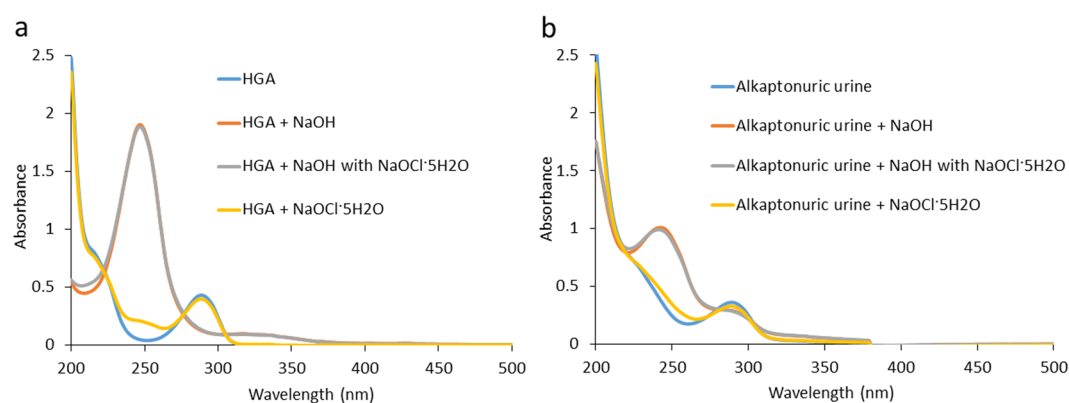 a
2.5
2
1.5
1
0.5
0
Absorbance
HGA
HGA + NaOH
HGA + NaOH with NaOCl·5H2O
HGA + NaOCl·5H2O
200 250 300 350 400 450 500
Wavelength (nm)
b
2.5
2
1.5
1
0.5
0
Absorbance
Alkaptonuric urine
Alkaptonuric urine + NaOH
Alkaptonuric urine + NaOH with NaOCl·5H2O
Alkaptonuric urine + NaOCl·5H2O
200 250 300 350 400 450 500
Wavelength (nm)